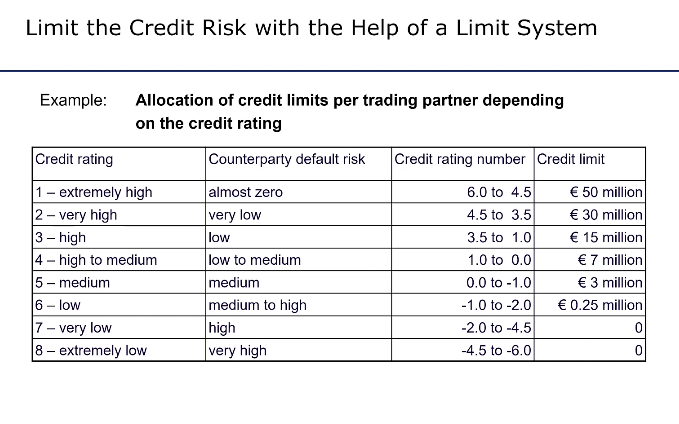 Limit the Credit Risk with the Help of a Limit System
Example: Allocation of credit limits per trading partner depending
on the credit rating
Credit rating Counterparty default risk Credit rating number Credit limit
1 – extremely high almost zero 6.0 to 4.5 € 50 million
2 – very high very low 4.5 to 3.5 € 30 million
3 – high low 3.5 to 1.0 € 15 million
4 – high to medium low to medium 1.0 to 0.0 € 7 million
5 – medium medium 0.0 to -1.0 € 3 million
6 – low medium to high -1.0 to -2.0 € 0.25 million
7 – very low high -2.0 to -4.5 0
8 – extremely low very high -4.5 to -6.0 0